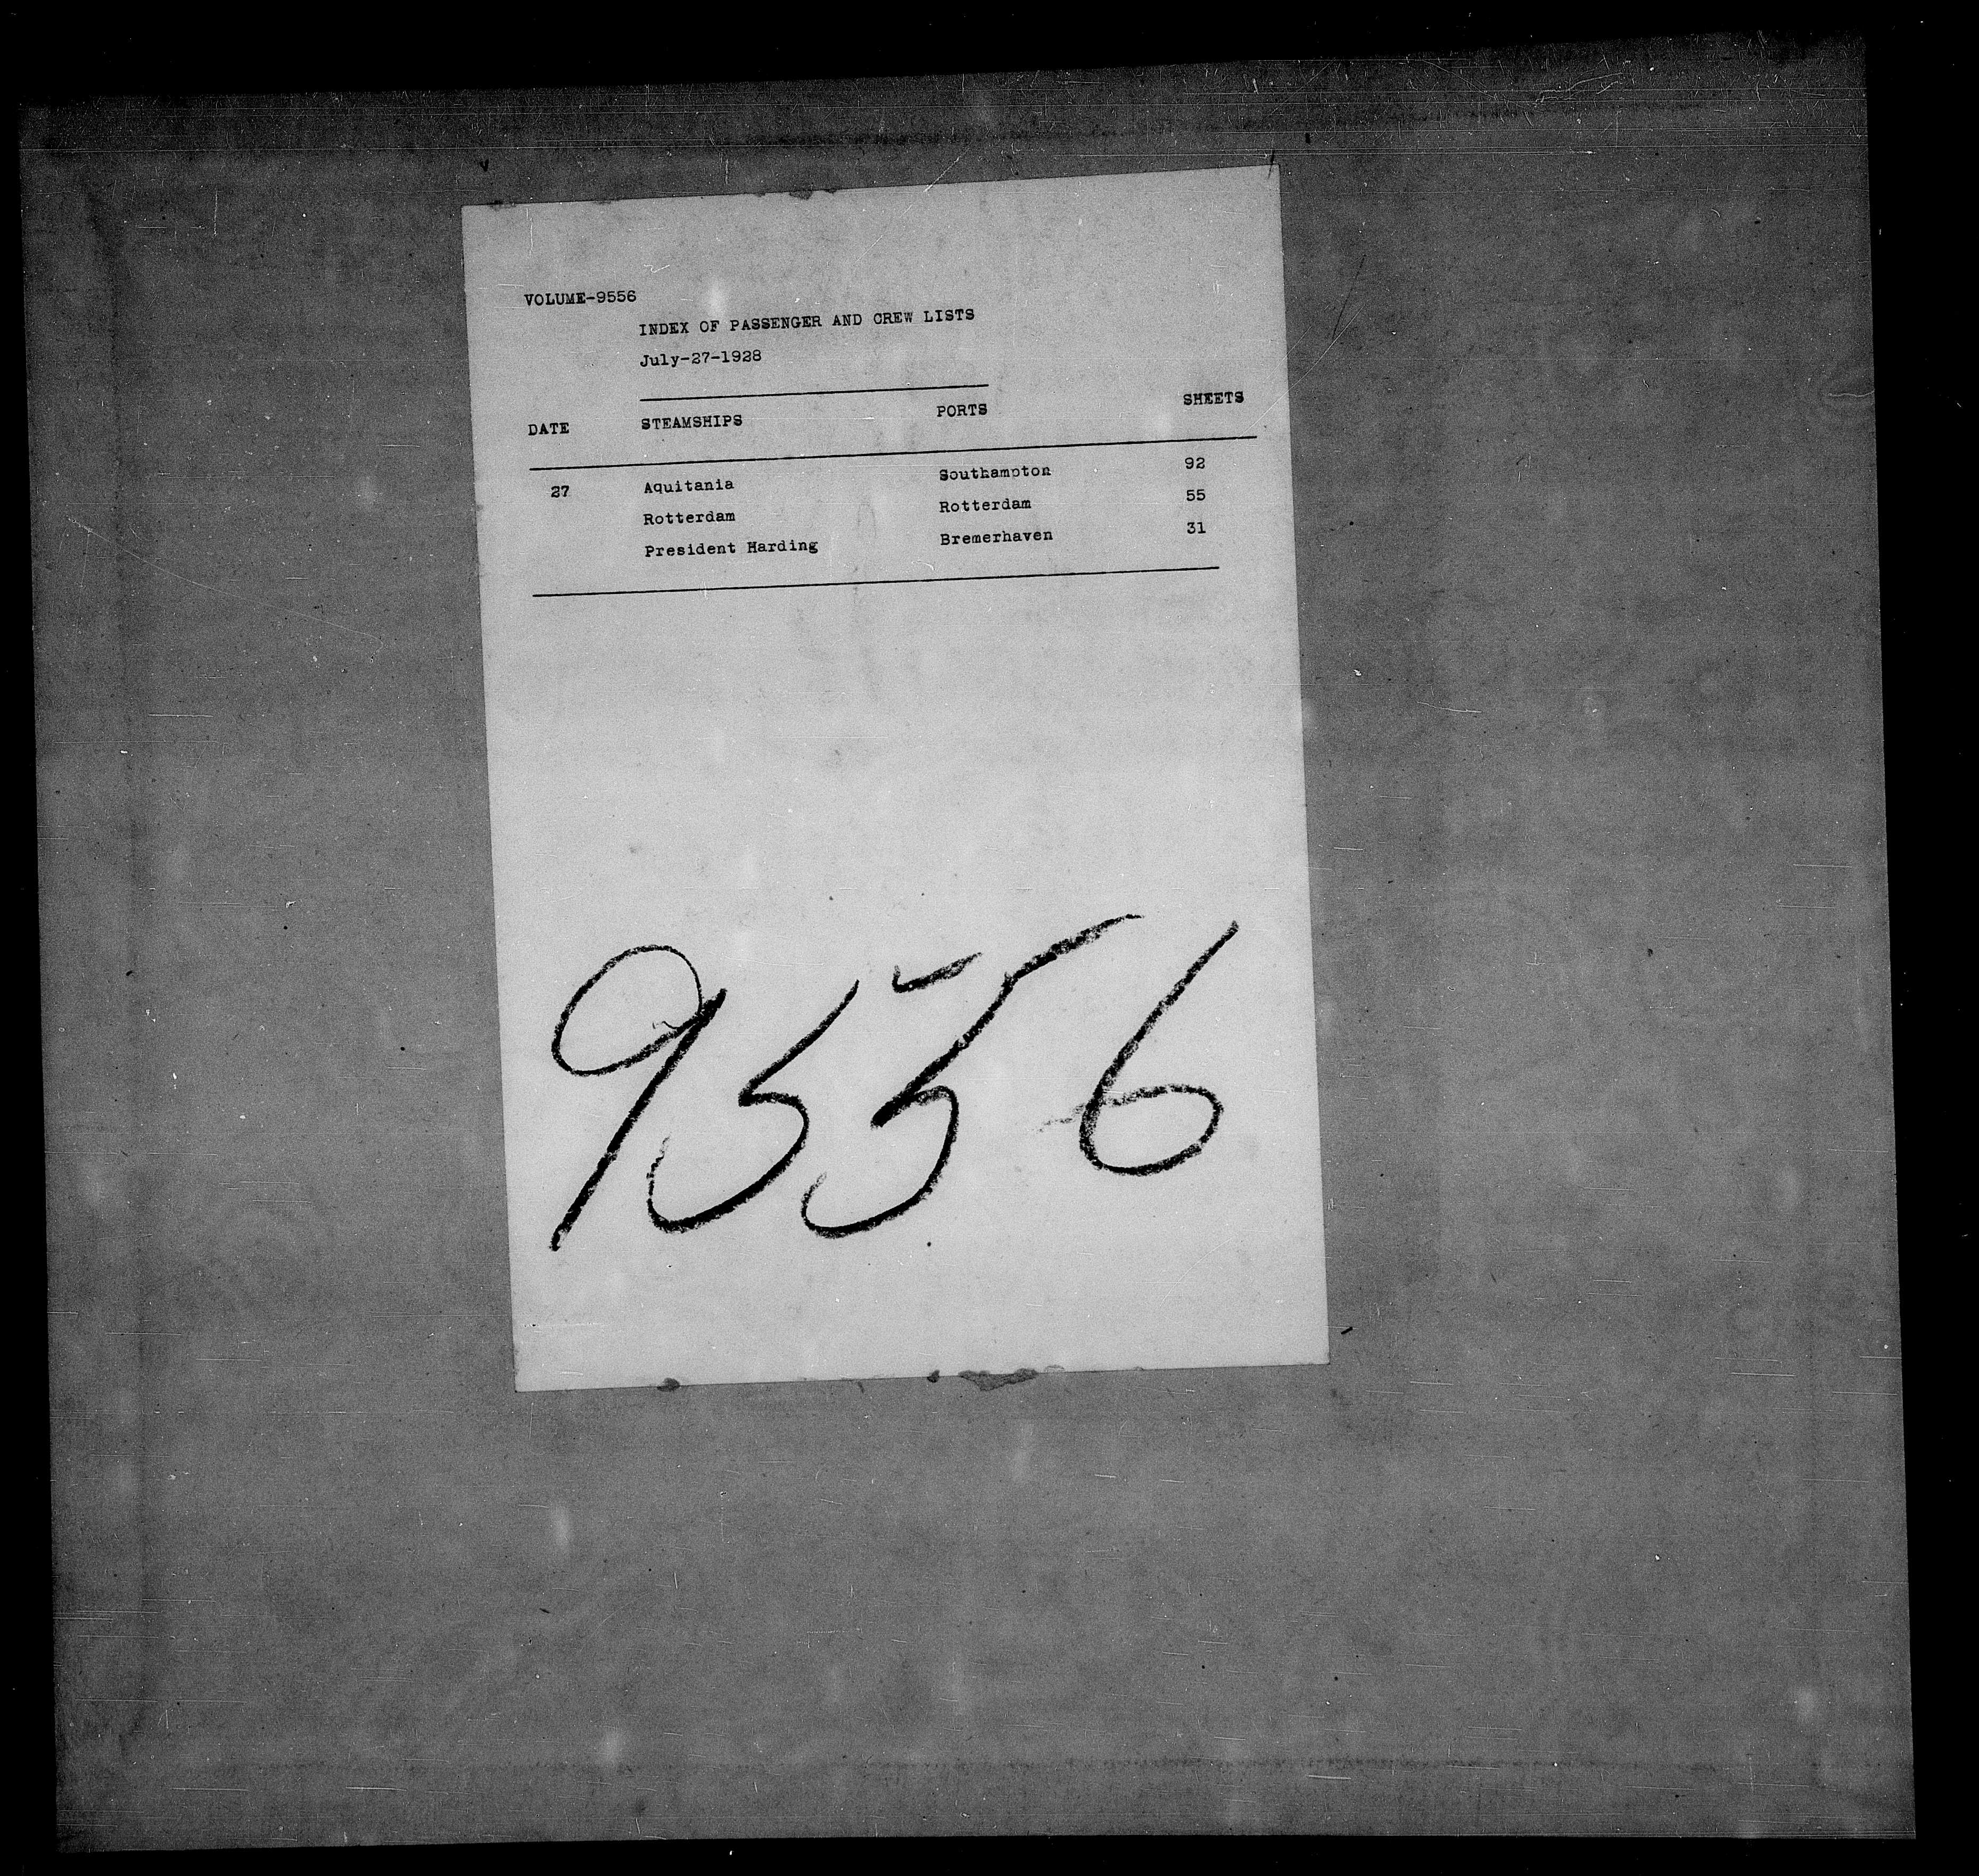 VOLUME-9556
INDEX OF PASSENGER AND CREW LISTS
July-27-1928
DATE STEAMSHIPS PORTS SHEETS
27 Aquitania Southampton 92
Rotterdam Rotterdam 55
President Harding Bremerhaven 31
9556